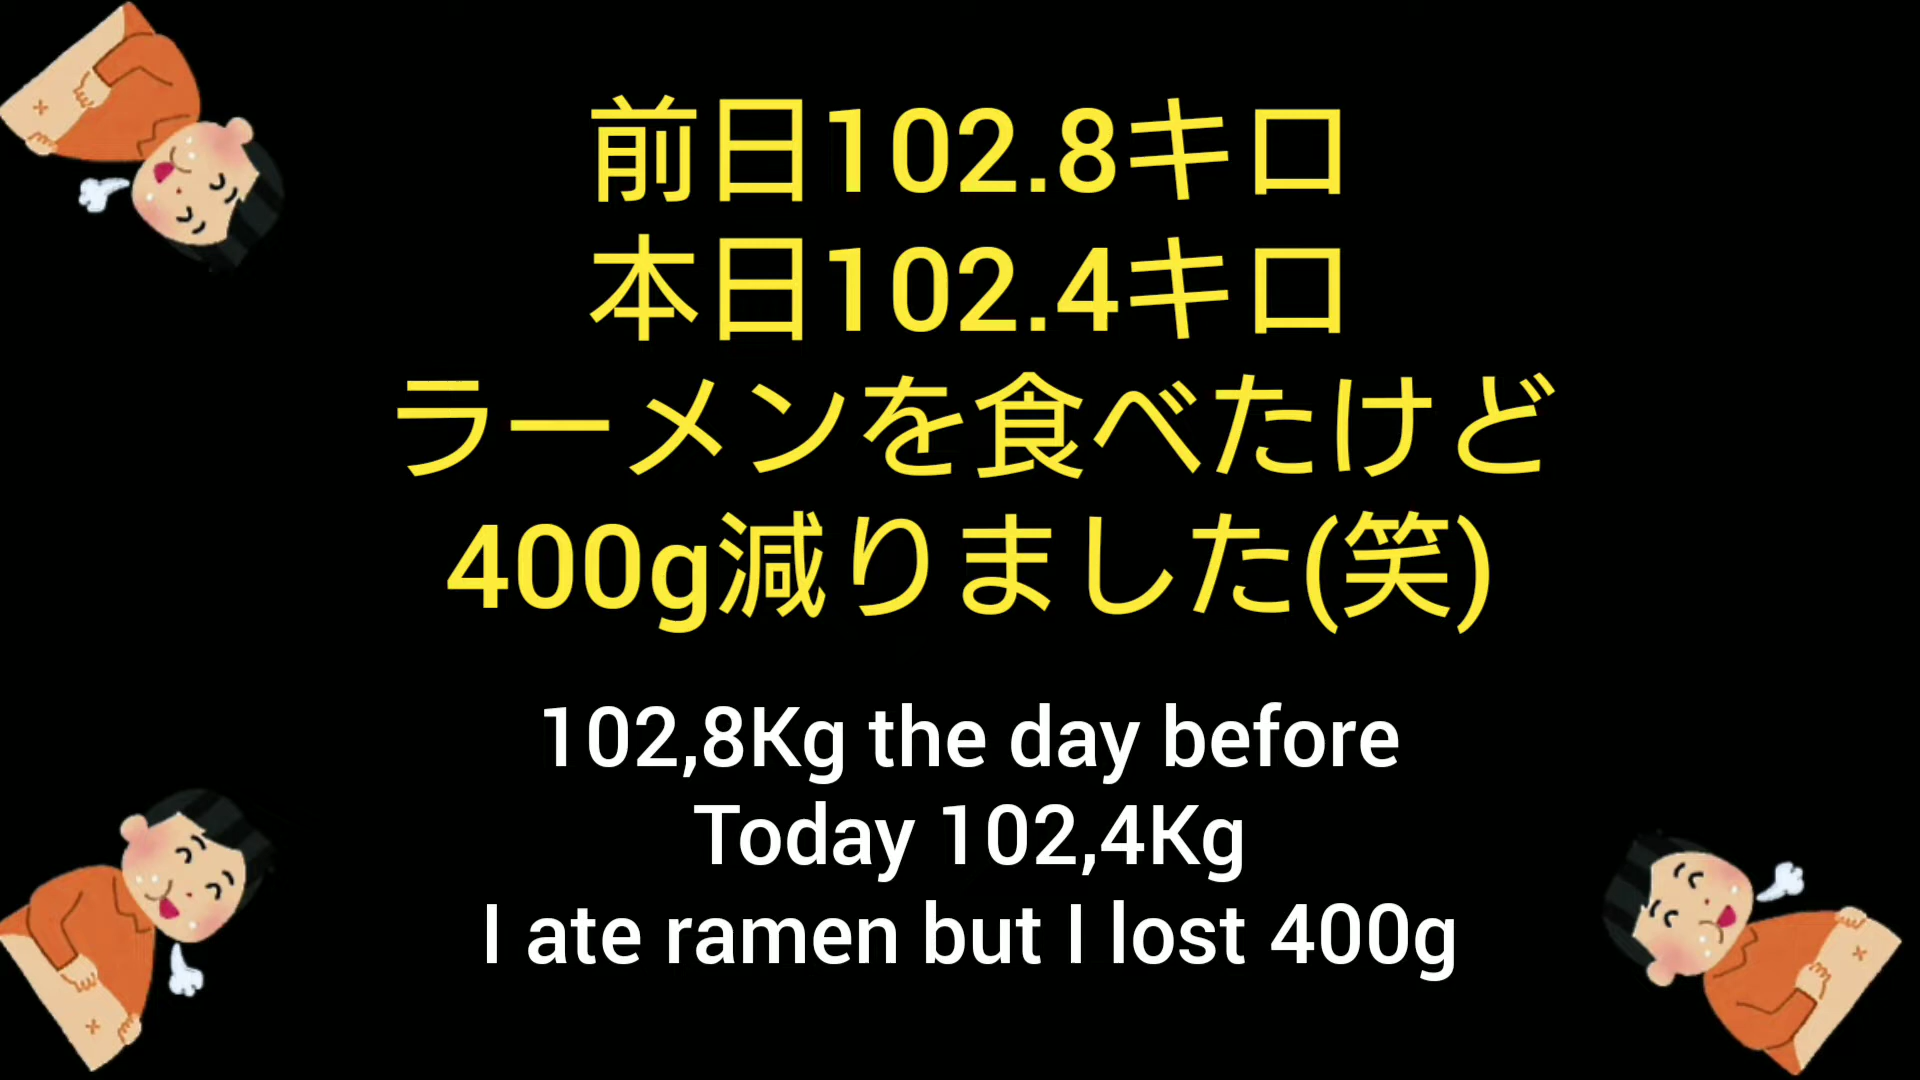 前日102.8キロ
本日102.4キロ
ラーメンを食べたけど
400g減りました(笑)
102,8Kg the day before
Today 102,4Kg
I ate ramen but I lost 400g